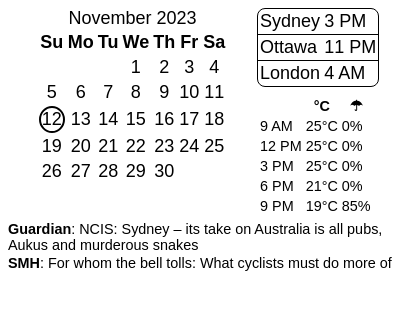 November 2023
Su Mo Tu We Th Fr Sa
1 2 3 4
5 6 7 8 9 10 11
12 13 14 15 16 17 18
19 20 21 22 23 24 25
26 27 28 29 30
Sydney 3 PM
Ottawa 11 PM
London 4 AM
°C ☂
9 AM 25°C 0%
12 PM 25°C 0%
3 PM 25°C 0%
6 PM 21°C 0%
9 PM 19°C 85%
Guardian: NCIS: Sydney – its take on Australia is all pubs,
Aukus and murderous snakes
SMH: For whom the bell tolls: What cyclists must do more of